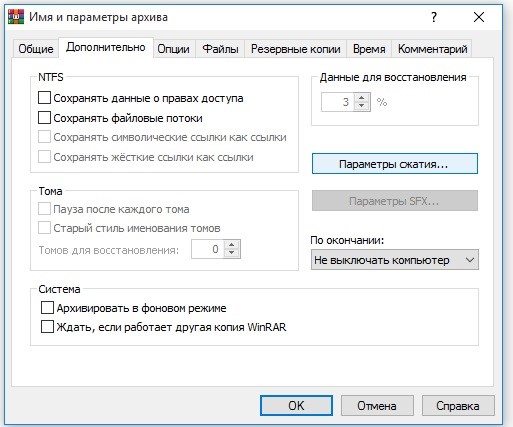 Имя и параметры архива
Общие Дополнительно Опции Файлы Резервные копии Время Комментарий
NTFS
Сохранять данные о правах доступа
Сохранять файловые потоки
Сохранять символические ссылки как ссылки
Сохранять жёсткие ссылки как ссылки
Данные для восстановления
3 %
Параметры сжатия...
Параметры SFX...
Тома
Пауза после каждого тома
Старый стиль именования томов
Томов для восстановления: 0
По окончании:
Не выключать компьютер
Система
Архивировать в фоновом режиме
Ждать, если работает другая копия WinRAR
OK Отмена Справка